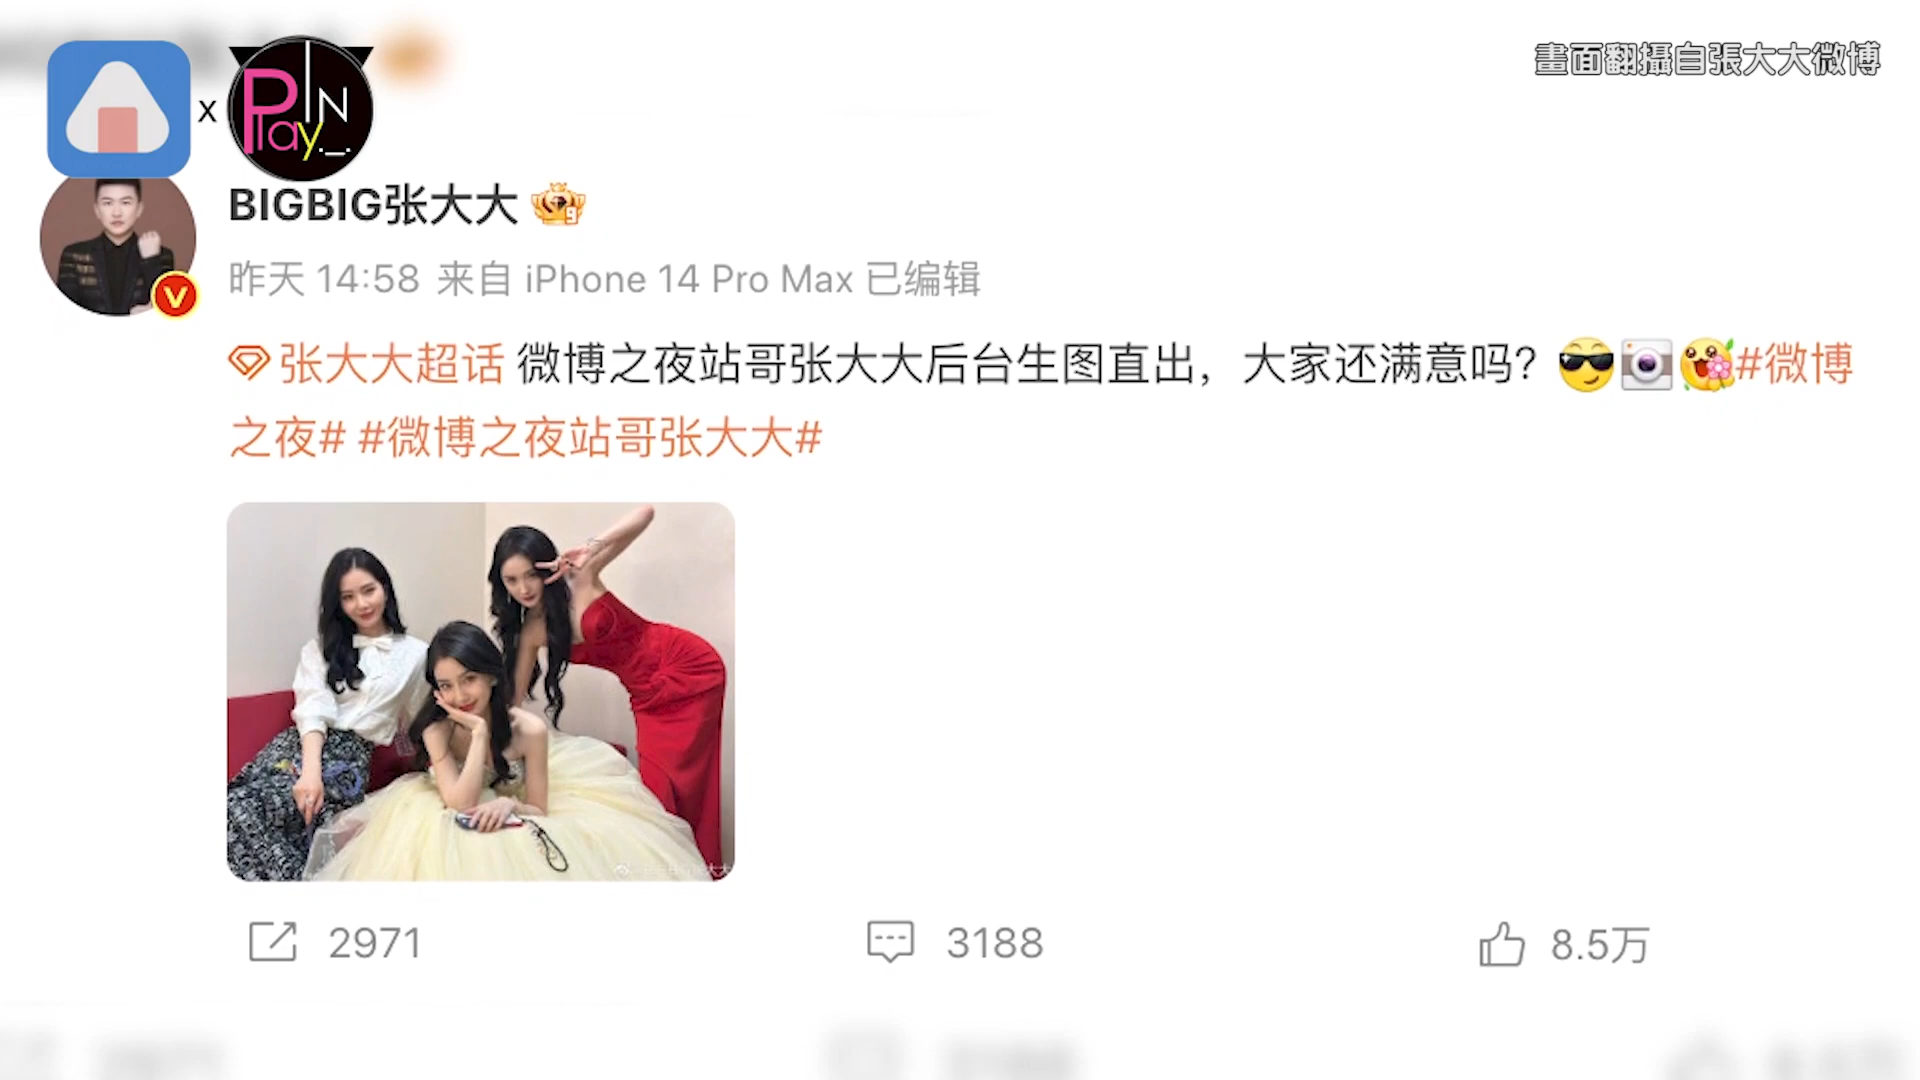 畫面翻攝自張大大微博
x
PlayIN._.
BIGBIG张大大
昨天 14:58 来自 iPhone 14 Pro Max 已编辑
张大大超话 微博之夜站哥张大大后台生图直出，大家还满意吗？#微博
之夜# #微博之夜站哥张大大#
2971
3188
8.5万